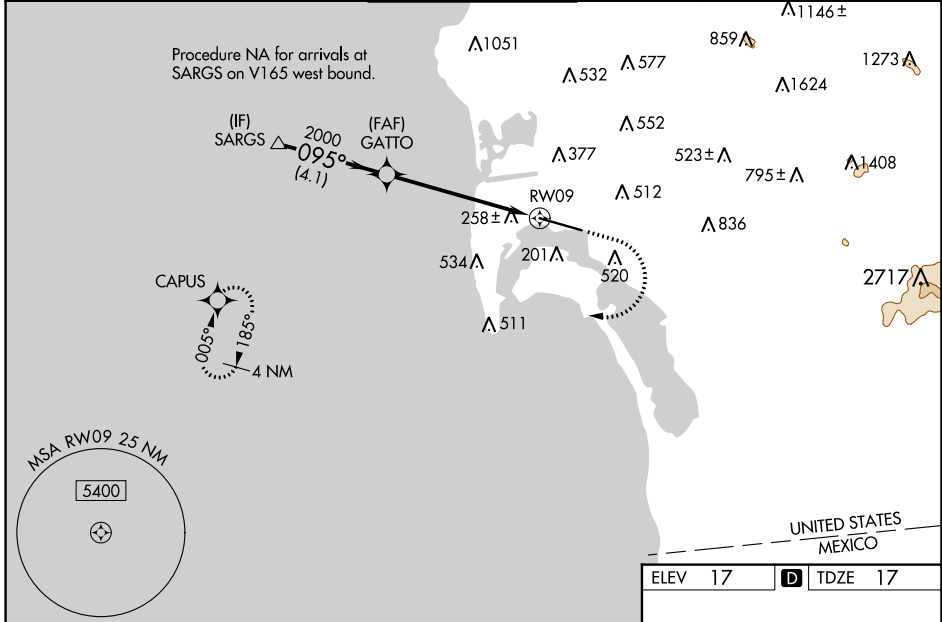 1146±
1051
859
Procedure NA for arrivals at
SARGS on V165 west bound.
577
1273
532
1624
(IF)
SARGS
2000
095°
(4.1)
(FAF)
GATTO
552
377
523±
1408
795±
512
RW09
258±
836
534
201
520
2717
CAPUS
005°
185°
4 NM
511
MSA RW09 25 NM
5400
UNITED STATES
MEXICO
ELEV 17 D TDZE 17